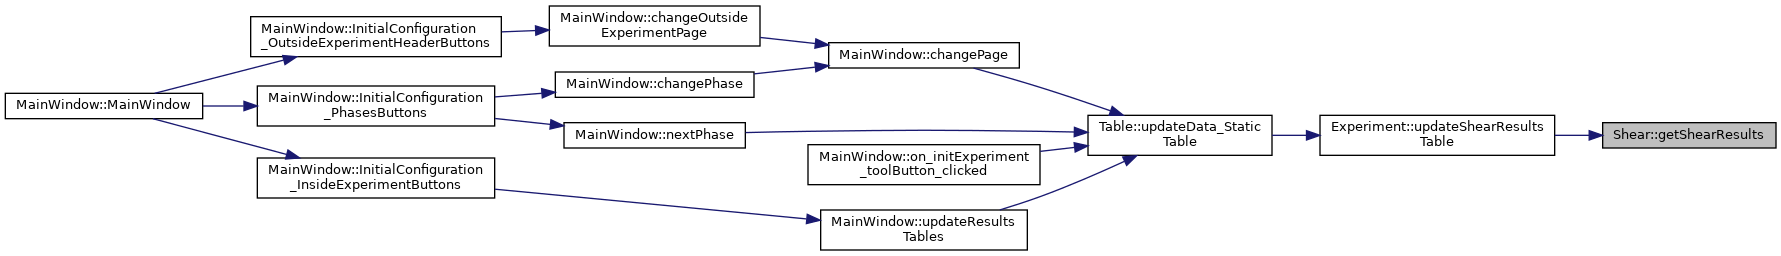 MainWindow::MainWindow
MainWindow::InitialConfiguration
_OutsideExperimentHeaderButtons
MainWindow::InitialConfiguration
_PhasesButtons
MainWindow::InitialConfiguration
_InsideExperimentButtons
MainWindow::changeOutside
ExperimentPage
MainWindow::changePhase
MainWindow::nextPhase
MainWindow::changePage
MainWindow::on_initExperiment
_toolButton_clicked
MainWindow::updateResults
Tables
Table::updateData_Static
Table
Experiment::updateShearResults
Table
Shear::getShearResults